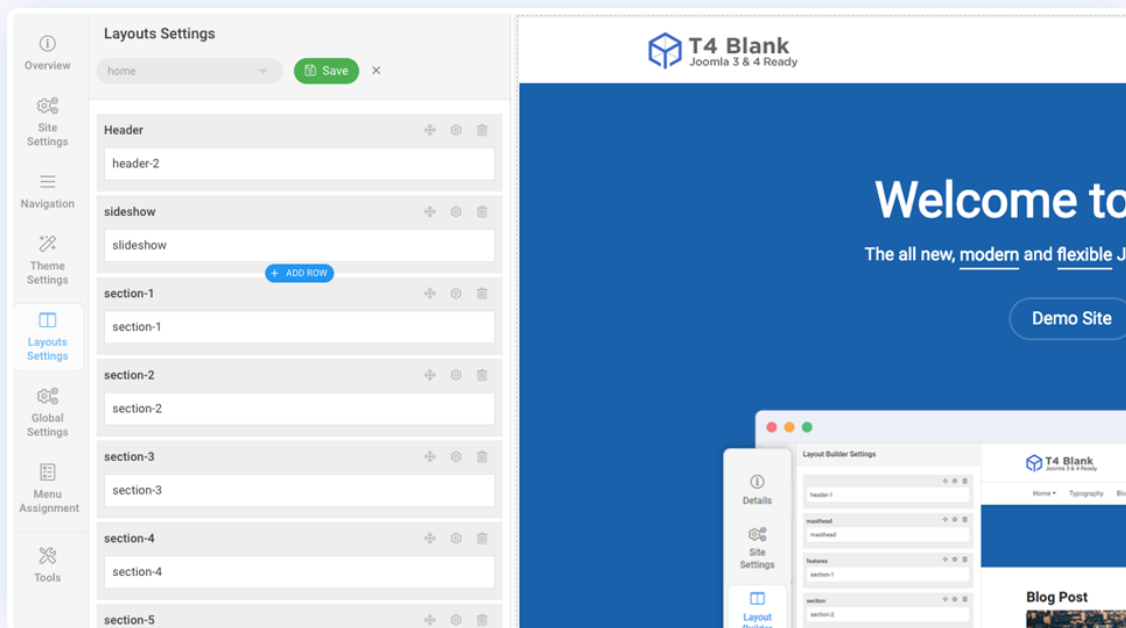 Overview
Site
Settings
Navigation
Theme
Settings
Layouts
Settings
Global
Settings
Menu
Assignment
Tools
Layouts Settings
home
Save
Header
header-2
sideshow
slideshow
ADD ROW
section-1
section-1
section-2
section-2
section-3
section-3
section-4
section-4
section-5
T4 Blank
Joomla 3 & 4 Ready
Welcome to
The all new, modern and flexible J
Demo Site
Details
Site
Settings
Layout
Builder
Layout Builder Settings
header-1
masthead
masthead
features
section-1
section
section-2
T4 Blank
Joomla 3 & 4 Ready
Home Typography Blo
Blog Post